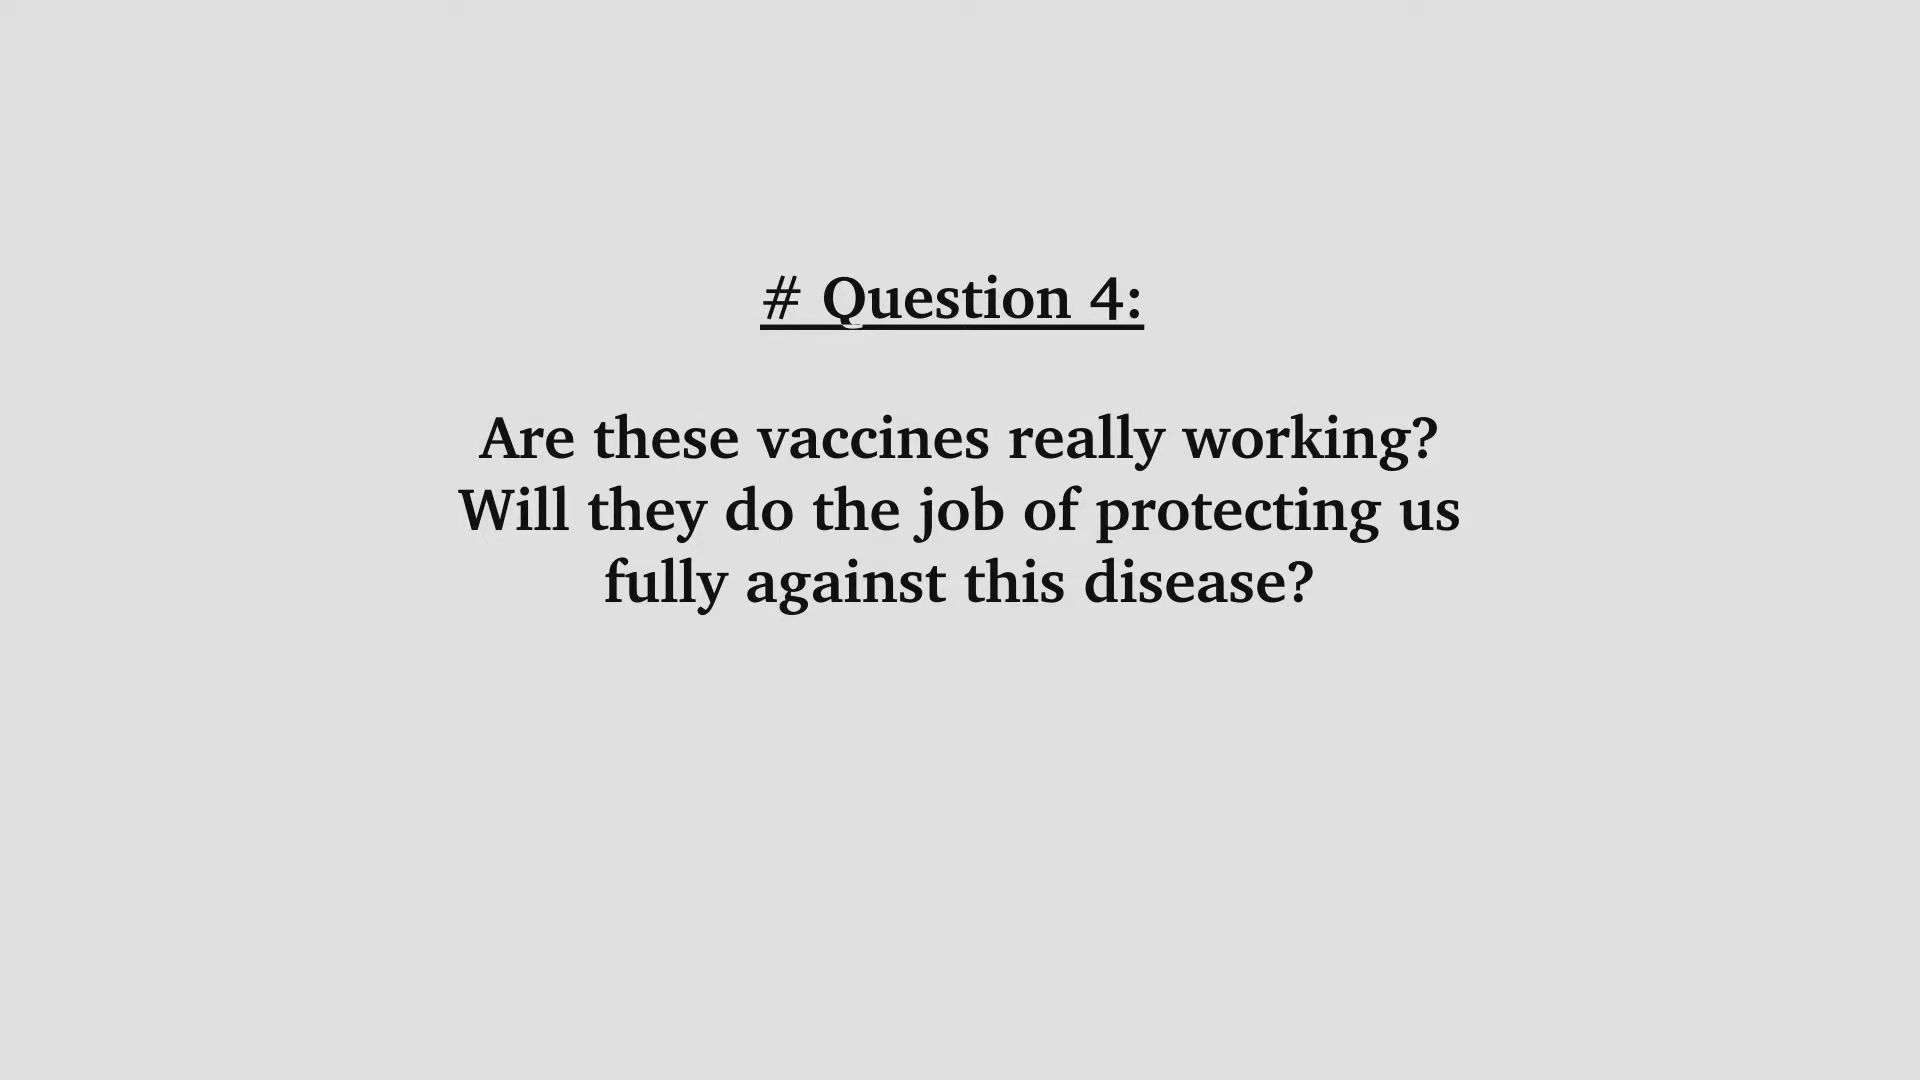 # Question 4:
Are these vaccines really working?
Will they do the job of protecting us
fully against this disease?